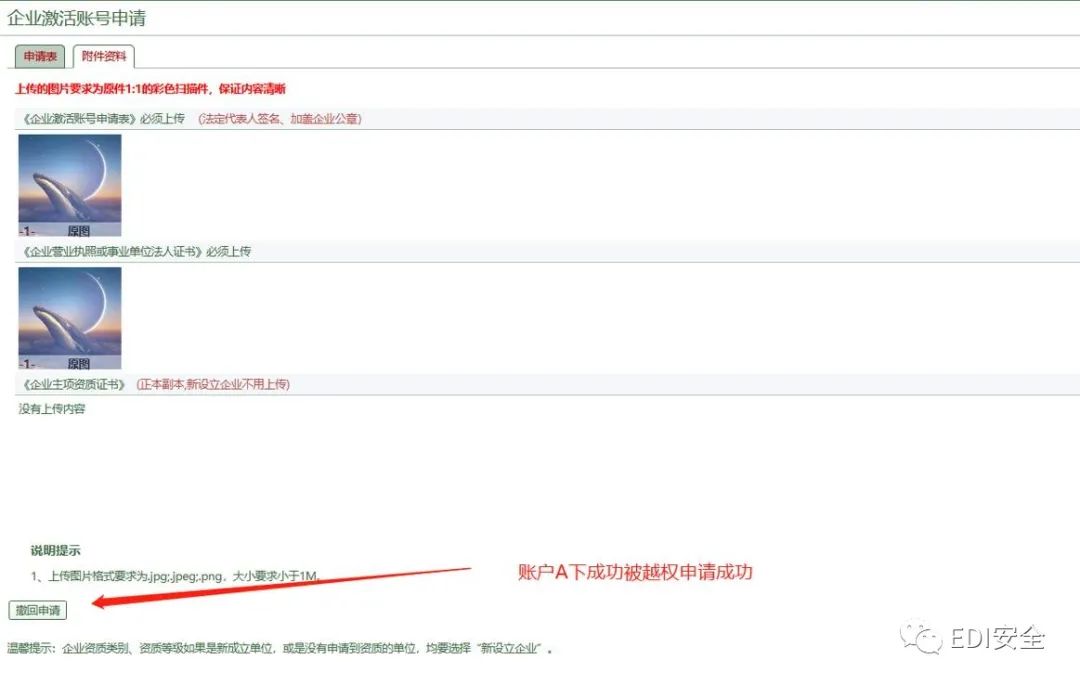 企业激活账号申请
申请表 附件资料
上传的图片要求为原件1:1的彩色扫描件，保证内容清晰
《企业激活账号申请表》必须上传 (法定代表人签名、加盖企业公章)
-1- 原图
《企业营业执照或事业单位法人证书》必须上传
-1- 原图
《企业主项资质证书》 (正本副本,新设立企业不用上传)
没有上传内容
说明提示
1、上传图片格式要求为.jpg;.jpeg;.png，大小要求小于1M。
账户A下成功被越权申请成功
撤回申请
温馨提示：企业资质类别、资质等级如果是新成立单位，或是没有申请到资质的单位，均要选择“新设立企业”。
EDI安全